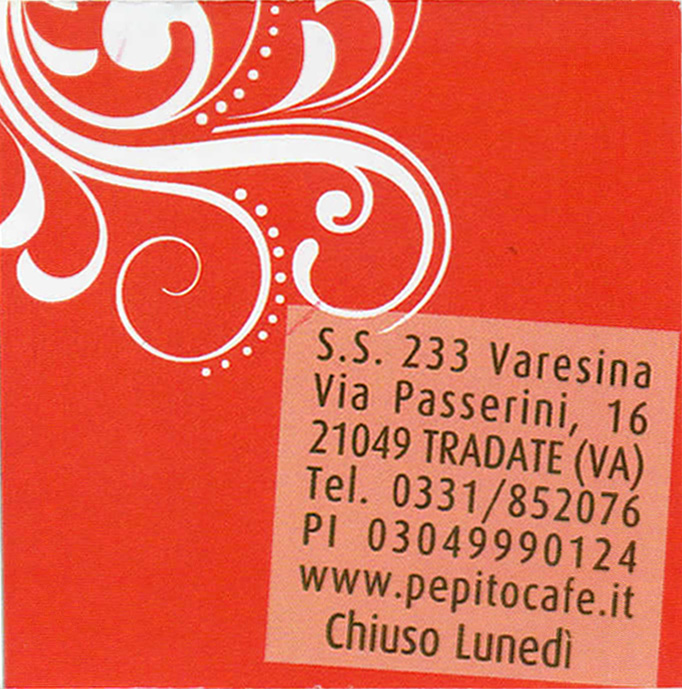 S.S. 233 Varesina
Via Passerini, 16
21049 TRADATE (VA)
Tel. 0331/852076
PI 03049990124
www.pepitocafe.it
Chiuso Lunedì